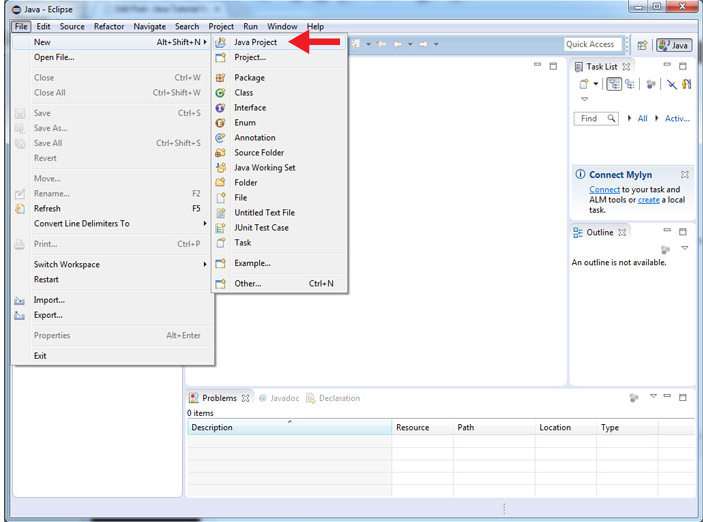 Java - Eclipse
File Edit Source Refactor Navigate Search Project Run Window Help
New Alt+Shift+N
Open File...
Close Ctrl+W
Close All Ctrl+Shift+W
Save Ctrl+S
Save As...
Save All Ctrl+Shift+S
Revert
Move...
Rename... F2
Refresh F5
Convert Line Delimiters To
Print... Ctrl+P
Switch Workspace
Restart
Import...
Export...
Properties Alt+Enter
Exit
Java Project
Project...
Package
Class
Interface
Enum
Annotation
Source Folder
Java Working Set
Folder
File
Untitled Text File
JUnit Test Case
Task
Example...
Other... Ctrl+N
Quick Access
Java
Task List
Find All Activ...
Connect Mylyn
Connect to your task and
ALM tools or create a local
task.
Outline
An outline is not available.
Problems @ Javadoc Declaration
0 items
Description Resource Path Location Type